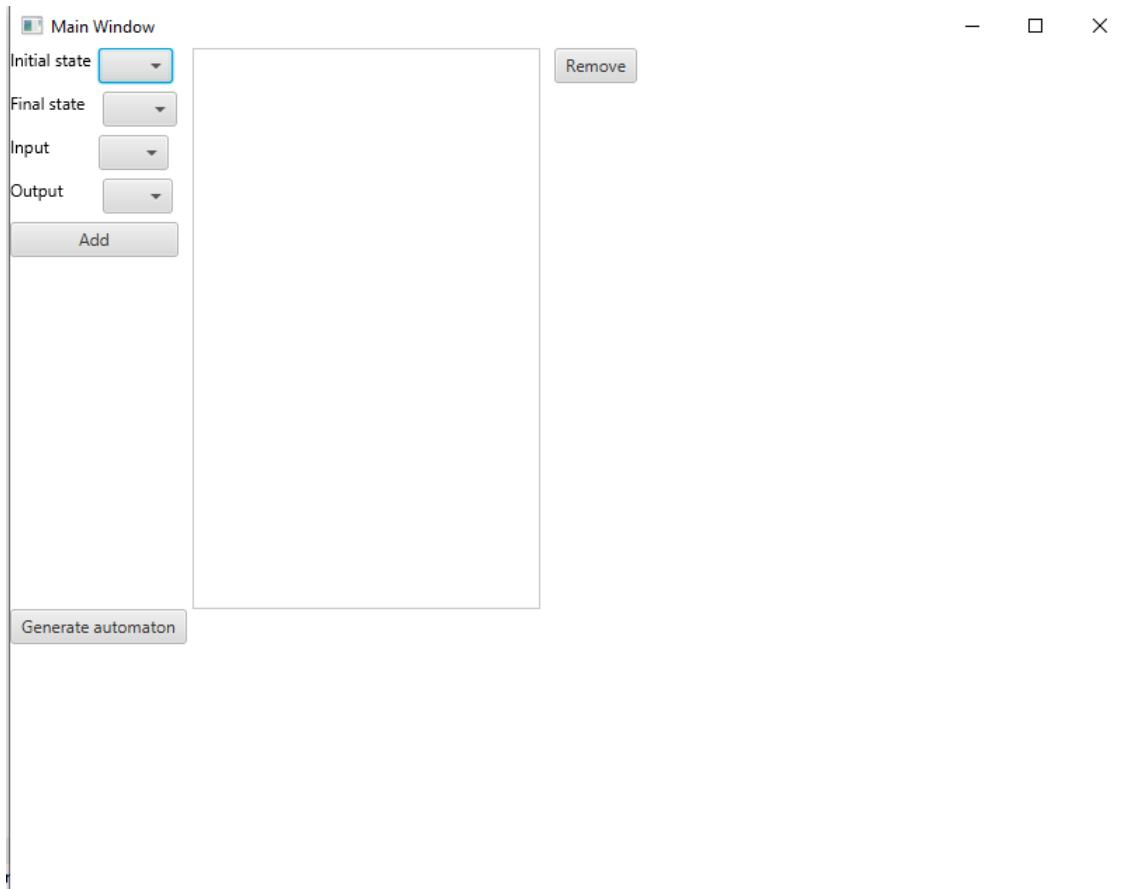 Main Window
Initial state
Remove
Final state
Input
Output
Add
Generate automaton